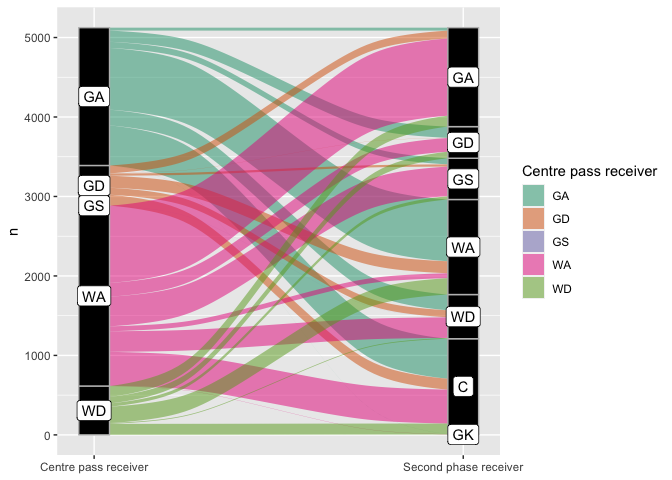 5000
4000
3000
2000
1000
0
n
GA
GD
GS
WA
WD
GA
GD
GS
WA
WD
C
GK
Centre pass receiver
Second phase receiver
Centre pass receiver
GA
GD
GS
WA
WD